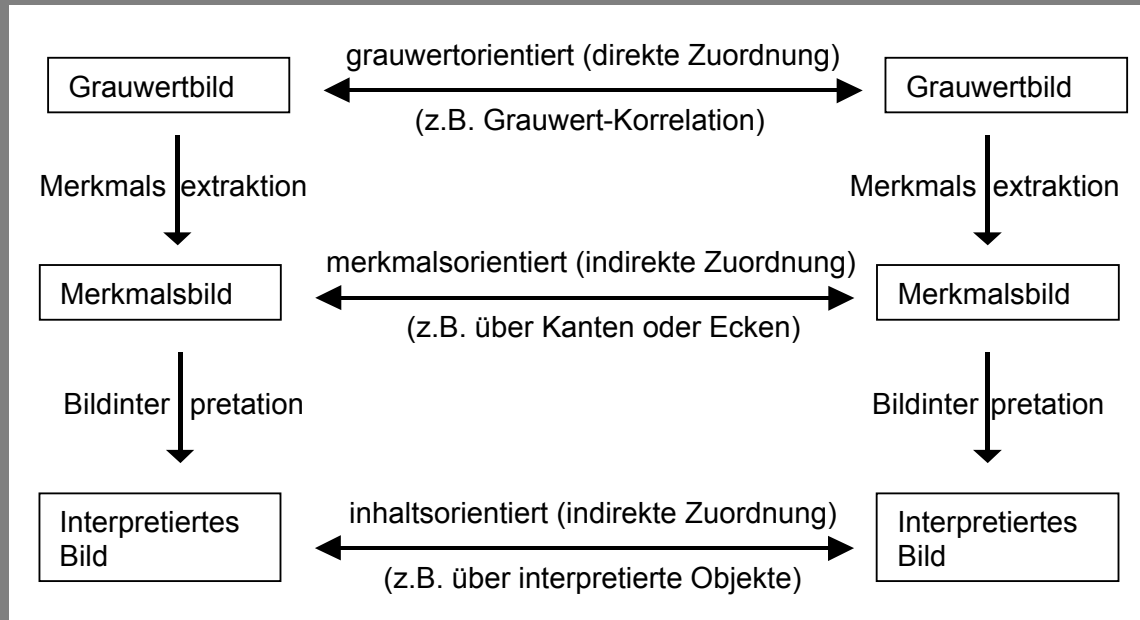 grauwertorientiert (direkte Zuordnung)
Grauwertbild
Grauwertbild
(z.B. Grauwert-Korrelation)
Merkmals extraktion
Merkmals extraktion
merkmalsorientiert (indirekte Zuordnung)
Merkmalsbild
Merkmalsbild
(z.B. über Kanten oder Ecken)
Bildinter pretation
Bildinter pretation
inhaltsorientiert (indirekte Zuordnung)
Interpretiertes
Bild
Interpretiertes
Bild
(z.B. über interpretierte Objekte)